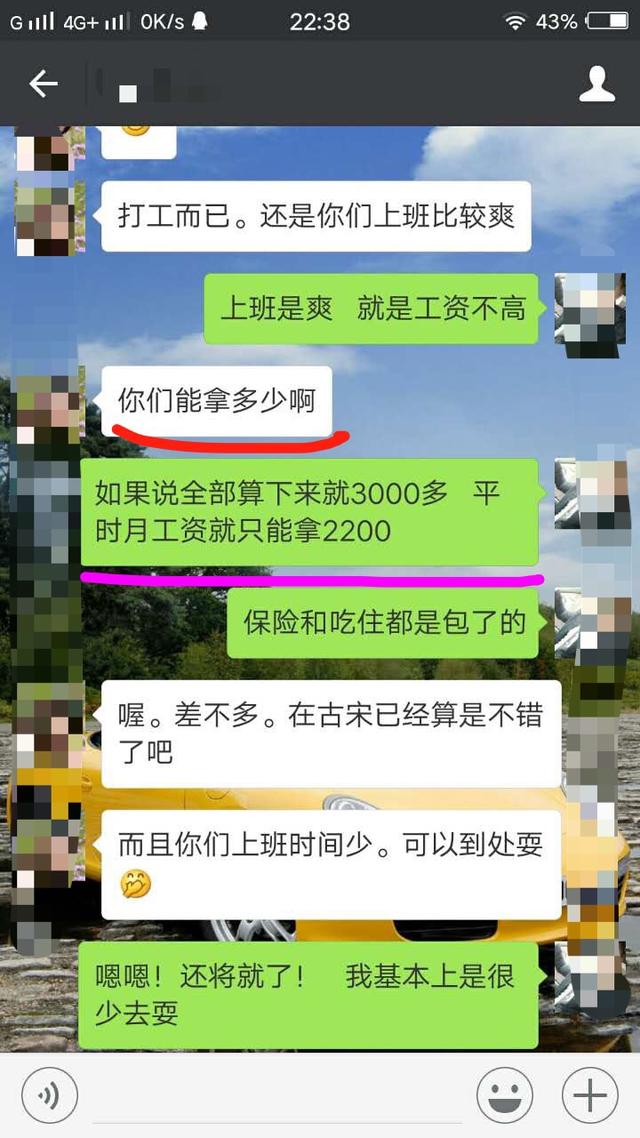 G 4G+ 0K/s 22:38 43%
打工而已。还是你们上班比较爽
上班是爽 就是工资不高
你们能拿多少啊
如果说全部算下来就3000多 平
时月工资就只能拿2200
保险和吃住都是包了的
喔。差不多。在古宋已经算是不错
了吧
而且你们上班时间少。可以到处耍
嗯嗯！还将就了！ 我基本上是很
少去耍